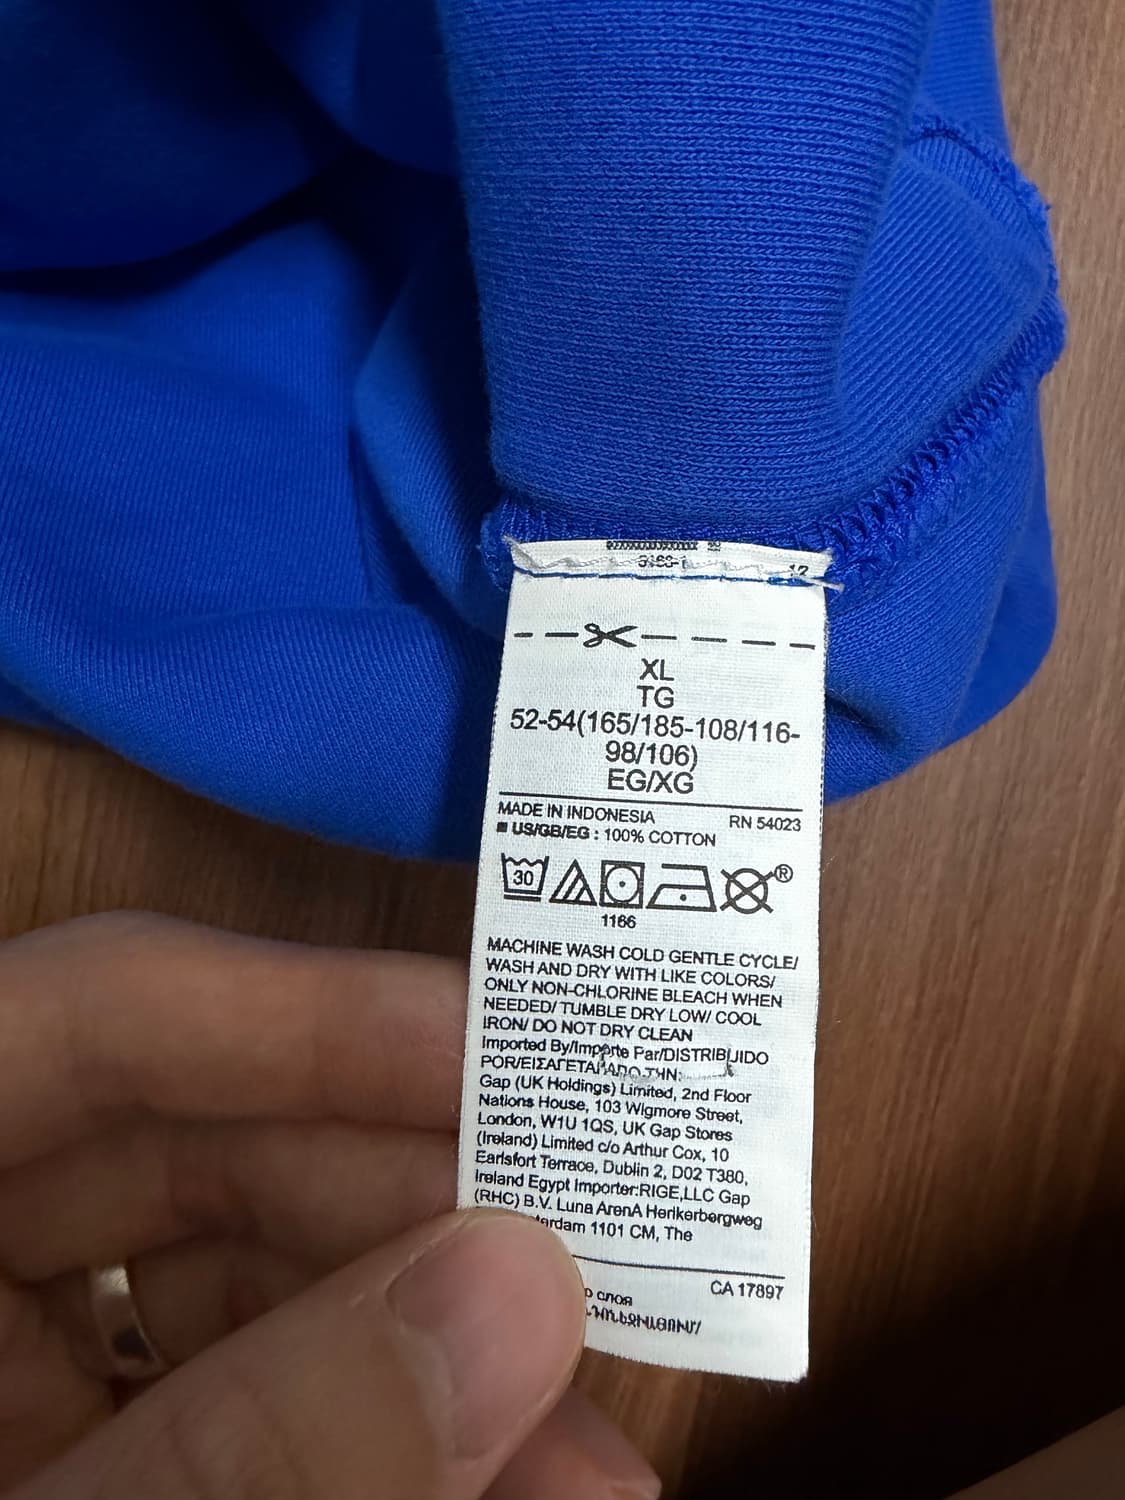 XL
TG
52-54(165/185-108/116-
98/106)
EG/XG
MADE IN INDONESIA RN 54023
US/GB/EG : 100% COTTON
30 ®
1166
MACHINE WASH COLD GENTLE CYCLE/
WASH AND DRY WITH LIKE COLORS/
ONLY NON-CHLORINE BLEACH WHEN
NEEDED/ TUMBLE DRY LOW/ COOL
IRON/ DO NOT DRY CLEAN
Imported By/Importe Par/DISTRIBUIDO
Gap (UK Holdings) Limited, 2nd Floor
Nations House, 103 Wigmore Street,
London, W1U 1QS, UK Gap Stores
(Ireland) Limited c/o Arthur Cox, 10
Earlsfort Terrace, Dublin 2, D02 T380,
Ireland Egypt Importer:RIGE,LLC Gap
(RHC) B.V. Luna ArenA Herikerbergweg
1101 CM, The
CA 17897
слоя